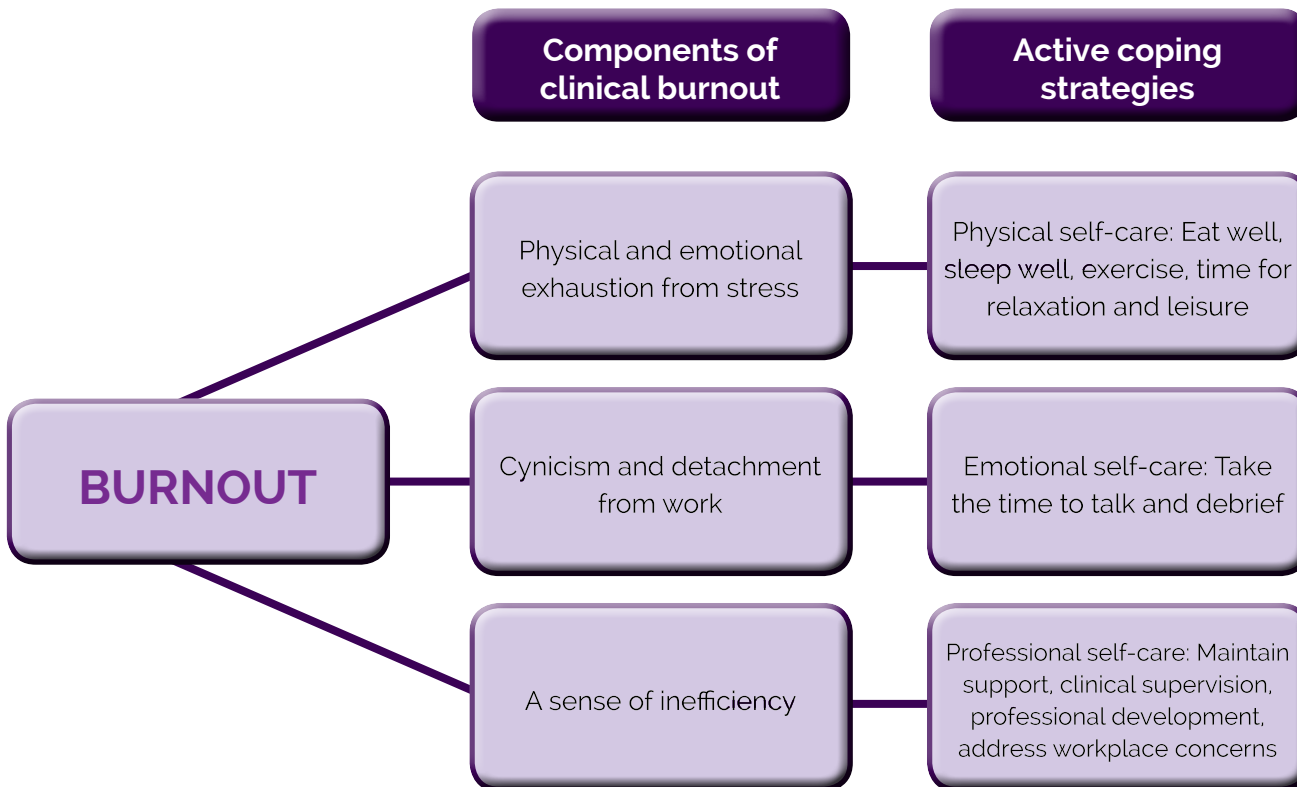 Components of
clinical burnout
Active coping
strategies
Physical and emotional
exhaustion from stress
Physical self-care: Eat well,
sleep well, exercise, time for
relaxation and leisure
BURNOUT
Cynicism and detachment
from work
Emotional self-care: Take
the time to talk and debrief
A sense of inefficiency
Professional self-care: Maintain
support, clinical supervision,
professional development,
address workplace concerns